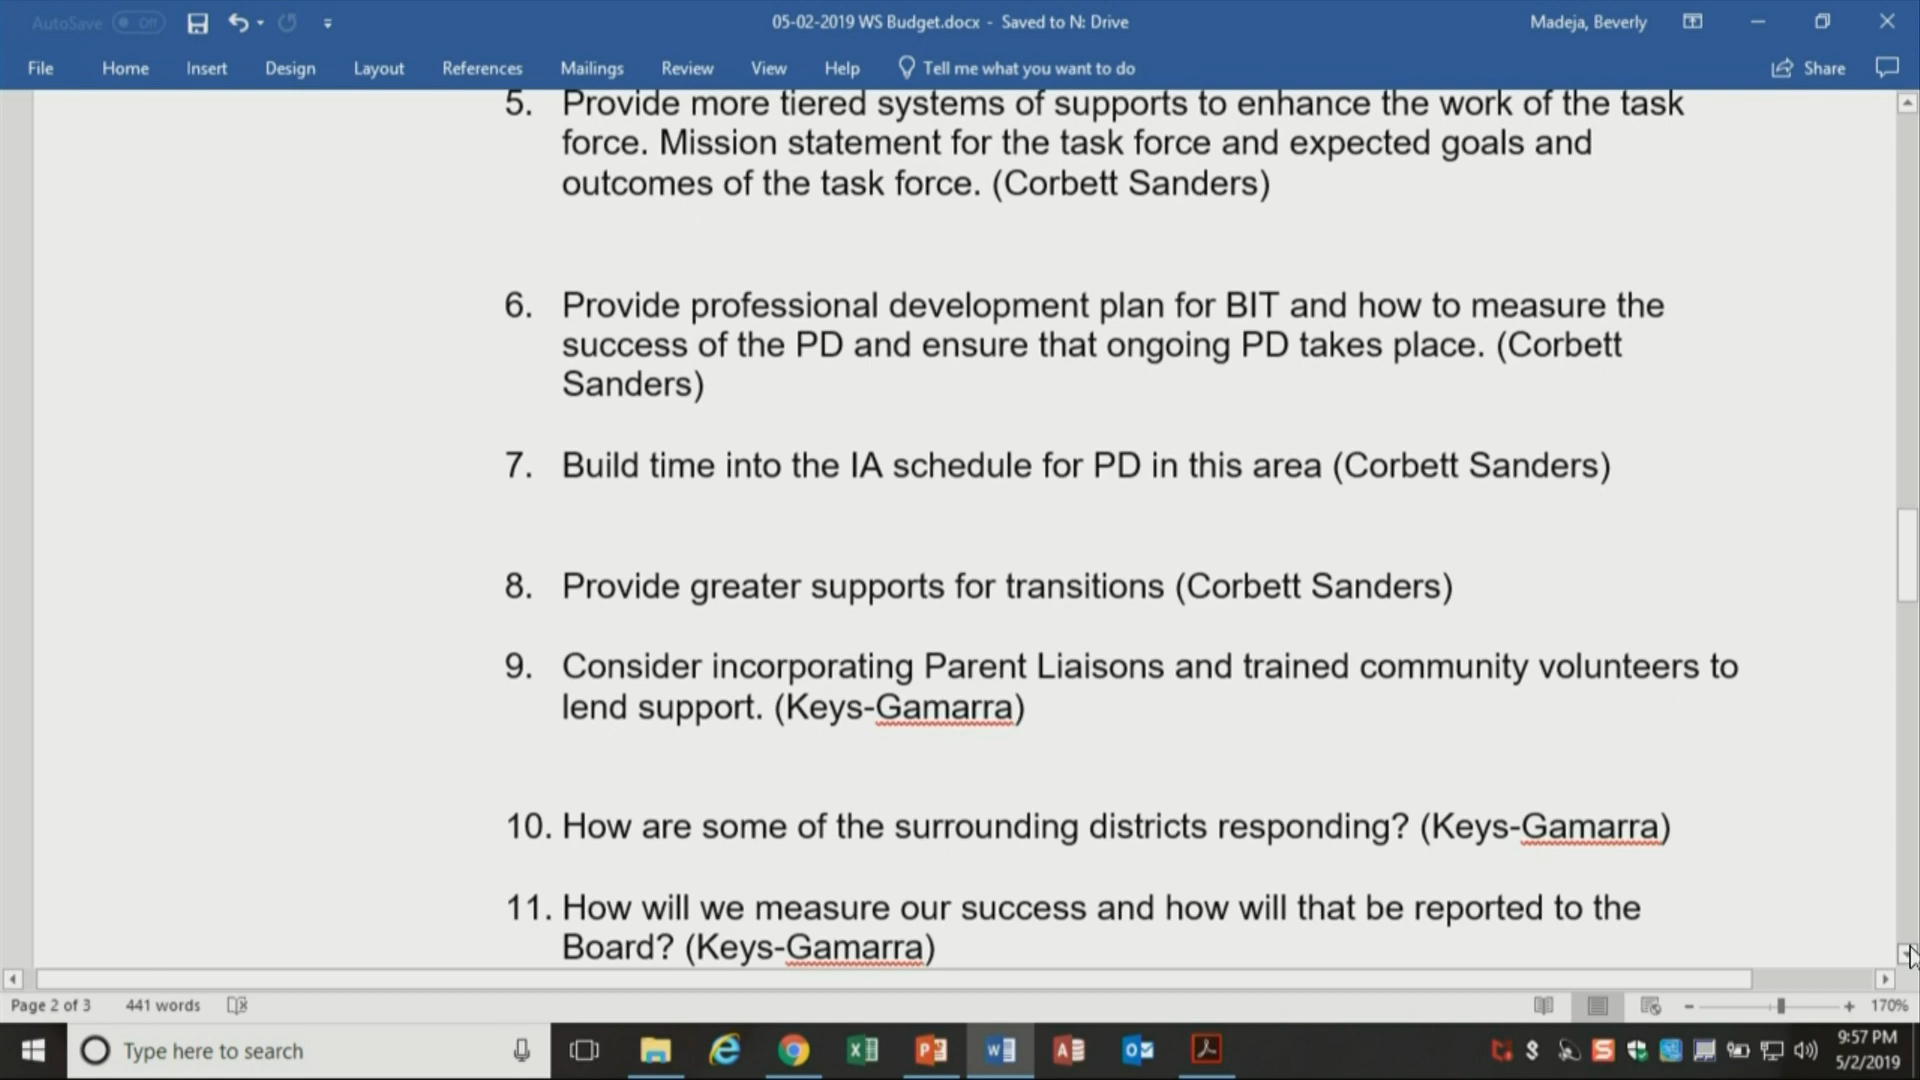 AutoSave Off
05-02-2019 WS Budget.docx - Saved to N: Drive
Madeja, Beverly
File Home Insert Design Layout References Mailings Review View Help Tell me what you want to do Share
5. Provide more tiered systems of supports to enhance the work of the task
force. Mission statement for the task force and expected goals and
outcomes of the task force. (Corbett Sanders)
6. Provide professional development plan for BIT and how to measure the
success of the PD and ensure that ongoing PD takes place. (Corbett
Sanders)
7. Build time into the IA schedule for PD in this area (Corbett Sanders)
8. Provide greater supports for transitions (Corbett Sanders)
9. Consider incorporating Parent Liaisons and trained community volunteers to
lend support. (Keys-Gamarra)
10. How are some of the surrounding districts responding? (Keys-Gamarra)
11. How will we measure our success and how will that be reported to the
Board? (Keys-Gamarra)
Page 2 of 3 441 words 170%
Type here to search
9:57 PM
5/2/2019